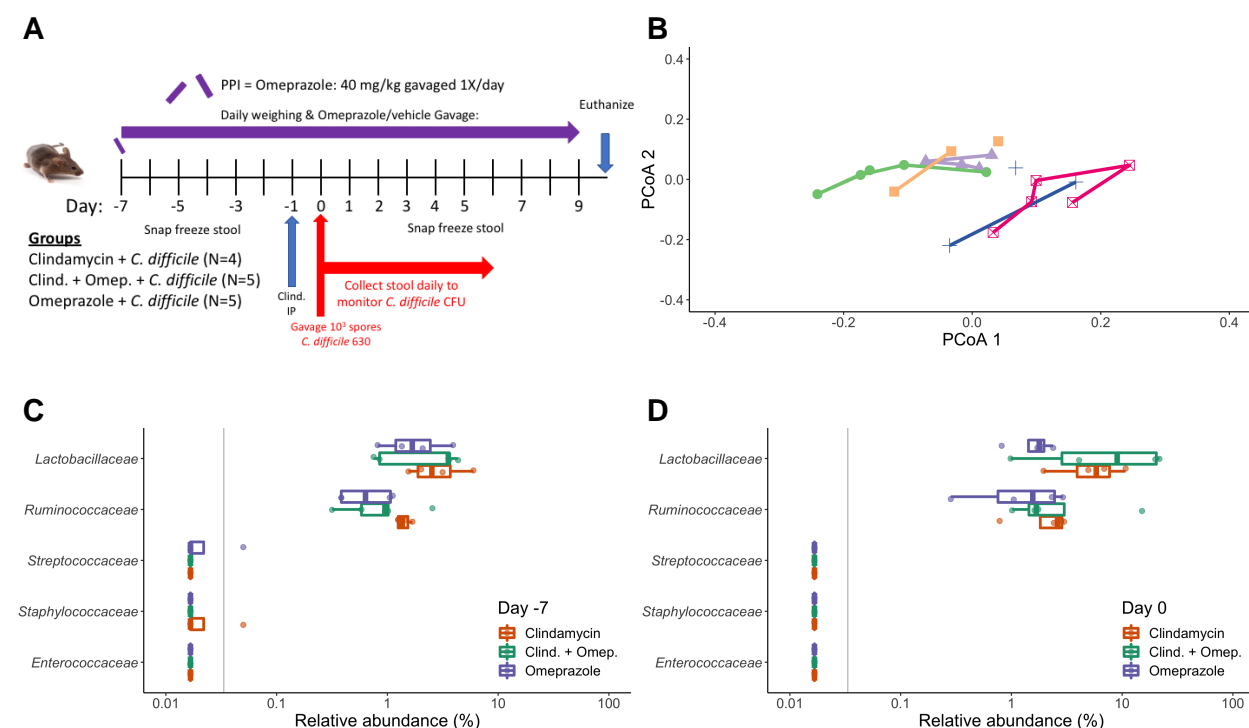 A
PPI = Omeprazole: 40 mg/kg gavaged 1X/day
Daily weighing & Omeprazole/vehicle Gavage:
Euthanize
Day: -7 -5 -3 -1 0 1 2 3 4 5 7 9
Snap freeze stool
Snap freeze stool
Groups
Clindamycin + C. difficile (N=4)
Clind. + Omep. + C. difficile (N=5)
Omeprazole + C. difficile (N=5)
Clind.
IP
Collect stool daily to
monitor C. difficile CFU
Gavage 10³ spores
C. difficile 630
B
PCoA 2
0.4
0.2
0.0
-0.2
-0.4
-0.4 -0.2 0.0 0.2 0.4
PCoA 1
C
Lactobacillaceae
Ruminococcaceae
Streptococcaceae
Staphylococcaceae
Enterococcaceae
Day -7
Clindamycin
Clind. + Omep.
Omeprazole
0.01 0.1 1 10 100
Relative abundance (%)
D
Lactobacillaceae
Ruminococcaceae
Streptococcaceae
Staphylococcaceae
Enterococcaceae
Day 0
Clindamycin
Clind. + Omep.
Omeprazole
0.01 0.1 1 10 100
Relative abundance (%)